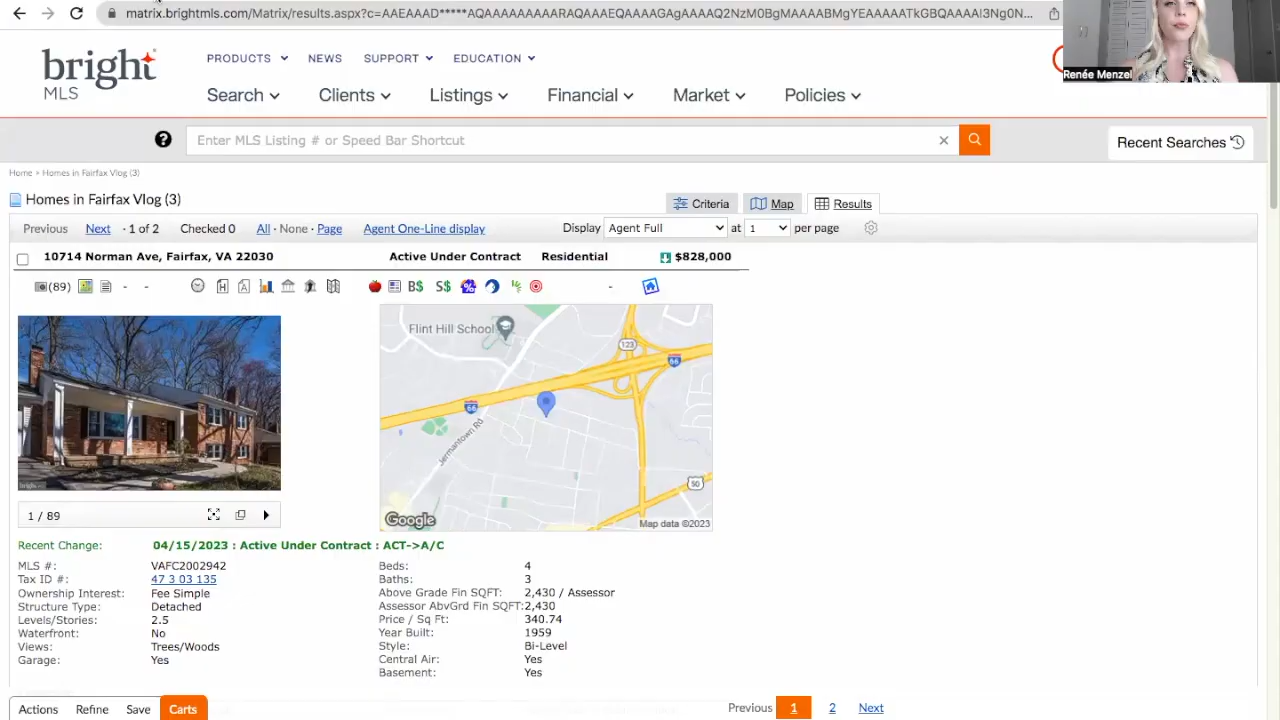 matrix.brightmls.com/Matrix/results.aspx?c=AAEAAAD*****AQAAAAAAAAARAQAAAEQAAAAGAgAAAAQ2NzM0BgMAAAABMgYEAAAAATkGBQAAAAI3Ng0N...
Renée Menzel
bright
MLS
PRODUCTS NEWS SUPPORT EDUCATION
Search Clients Listings Financial Market Policies
Enter MLS Listing # or Speed Bar Shortcut
Recent Searches
Home > Homes in Fairfax Vlog (3)
Homes in Fairfax Vlog (3)
Criteria Map Results
Previous Next · 1 of 2 Checked 0 All · None · Page Agent One-Line display Display Agent Full at 1 per page
10714 Norman Ave, Fairfax, VA 22030 Active Under Contract Residential $828,000
(89) - - B$ S$ % -
Flint Hill School
123
66
66
Jermantown Rd
50
Google
Map data ©2023
bright
1 / 89
Recent Change: 04/15/2023 : Active Under Contract : ACT->A/C
MLS #: VAFC2002942 Beds: 4
Tax ID #: 47 3 03 135 Baths: 3
Ownership Interest: Fee Simple Above Grade Fin SQFT: 2,430 / Assessor
Structure Type: Detached Assessor AbvGrd Fin SQFT: 2,430
Levels/Stories: 2.5 Price / Sq Ft: 340.74
Waterfront: No Year Built: 1959
Views: Trees/Woods Style: Bi-Level
Garage: Yes Central Air: Yes
Basement: Yes
Actions Refine Save Carts Previous 1 2 Next